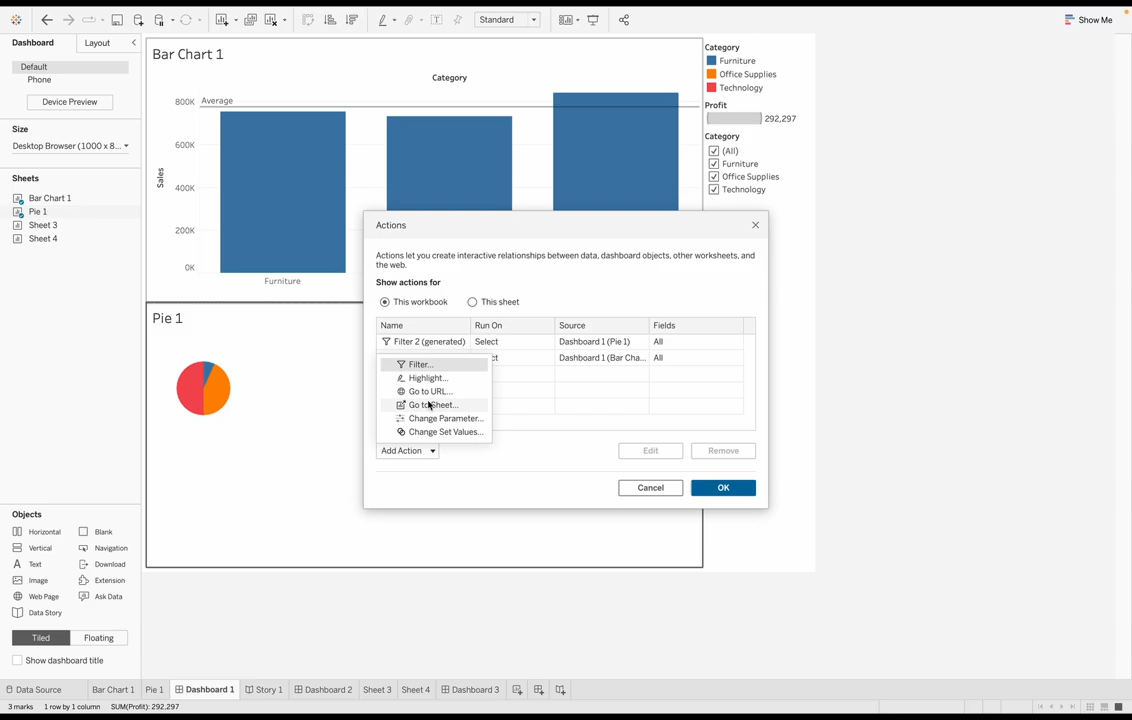 Standard
Show Me
Dashboard
Layout
Default
Phone
Device Preview
Size
Desktop Browser (1000 x 8...
Sheets
Bar Chart 1
Pie 1
Sheet 3
Sheet 4
Objects
Horizontal
Blank
Vertical
Navigation
Text
Download
Image
Extension
Web Page
Ask Data
Data Story
Tiled
Floating
Show dashboard title
Bar Chart 1
Category
Average
800K
600K
400K
200K
0K
Sales
Furniture
Pie 1
Category
Furniture
Office Supplies
Technology
Profit
292,297
Category
(All)
Furniture
Office Supplies
Technology
Actions
Actions let you create interactive relationships between data, dashboard objects, other worksheets, and
the web.
Show actions for
This workbook
This sheet
Name
Run On
Source
Fields
Filter 2 (generated)
Select
Dashboard 1 (Pie 1)
All
ct
Dashboard 1 (Bar Cha...
All
Filter...
Highlight...
Go to URL...
Go to Sheet...
Change Parameter...
Change Set Values...
Add Action
Edit
Remove
Cancel
OK
Data Source
Bar Chart 1
Pie 1
Dashboard 1
Story 1
Dashboard 2
Sheet 3
Sheet 4
Dashboard 3
3 marks
1 row by 1 column
SUM(Profit): 292,297